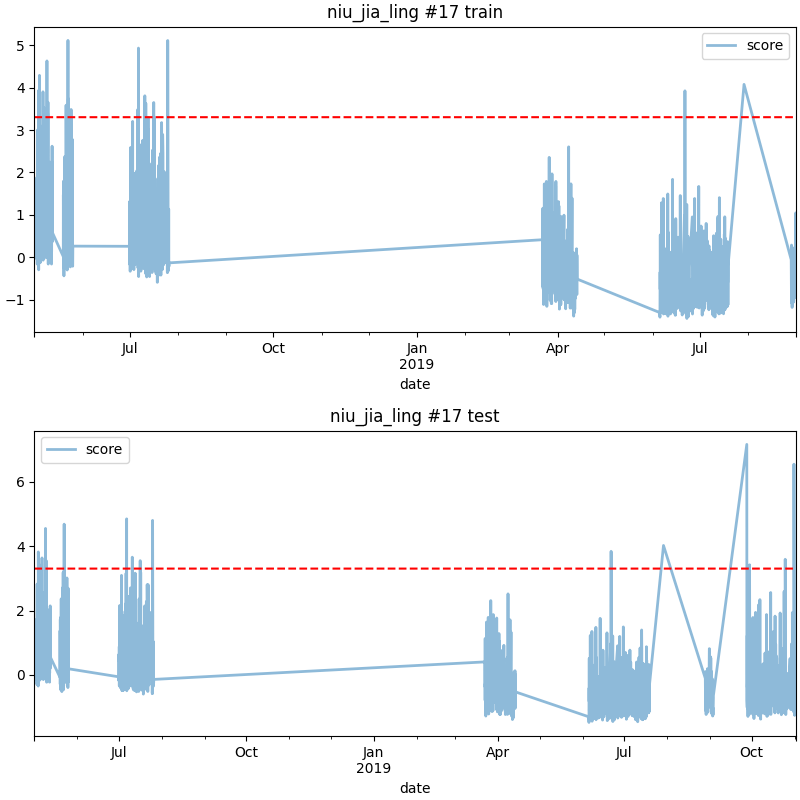 niu_jia_ling #17 train
score
5
4
3
2
1
0
−1
Jul
Oct
Jan
2019
Apr
Jul
date
niu_jia_ling #17 test
score
6
4
2
0
Jul
Oct
Jan
2019
Apr
Jul
Oct
date